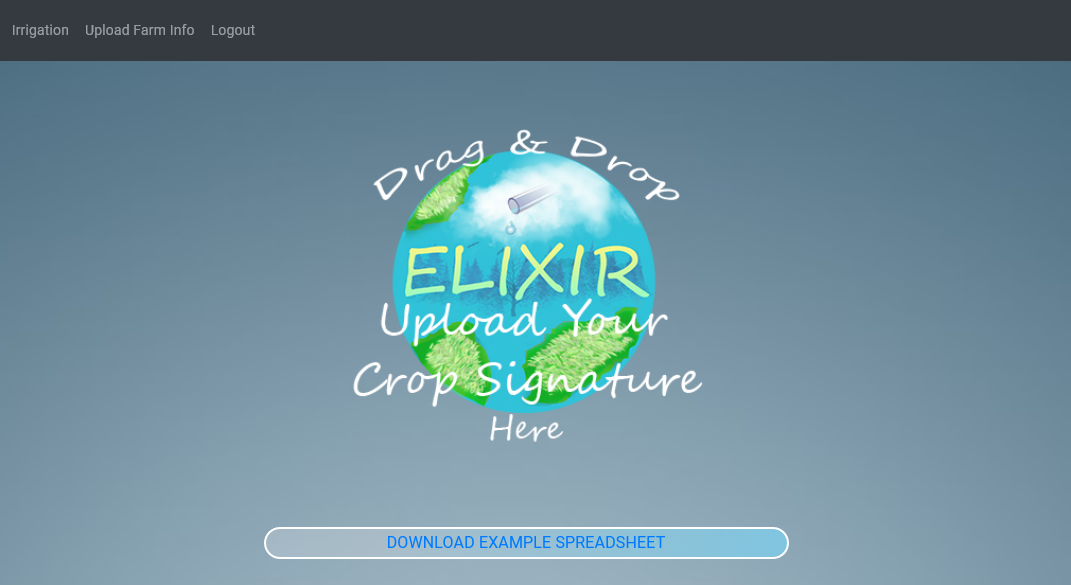 Irrigation Upload Farm Info Logout
Drag & Drop
ELIXIR
Upload Your
Crop Signature
Here
DOWNLOAD EXAMPLE SPREADSHEET